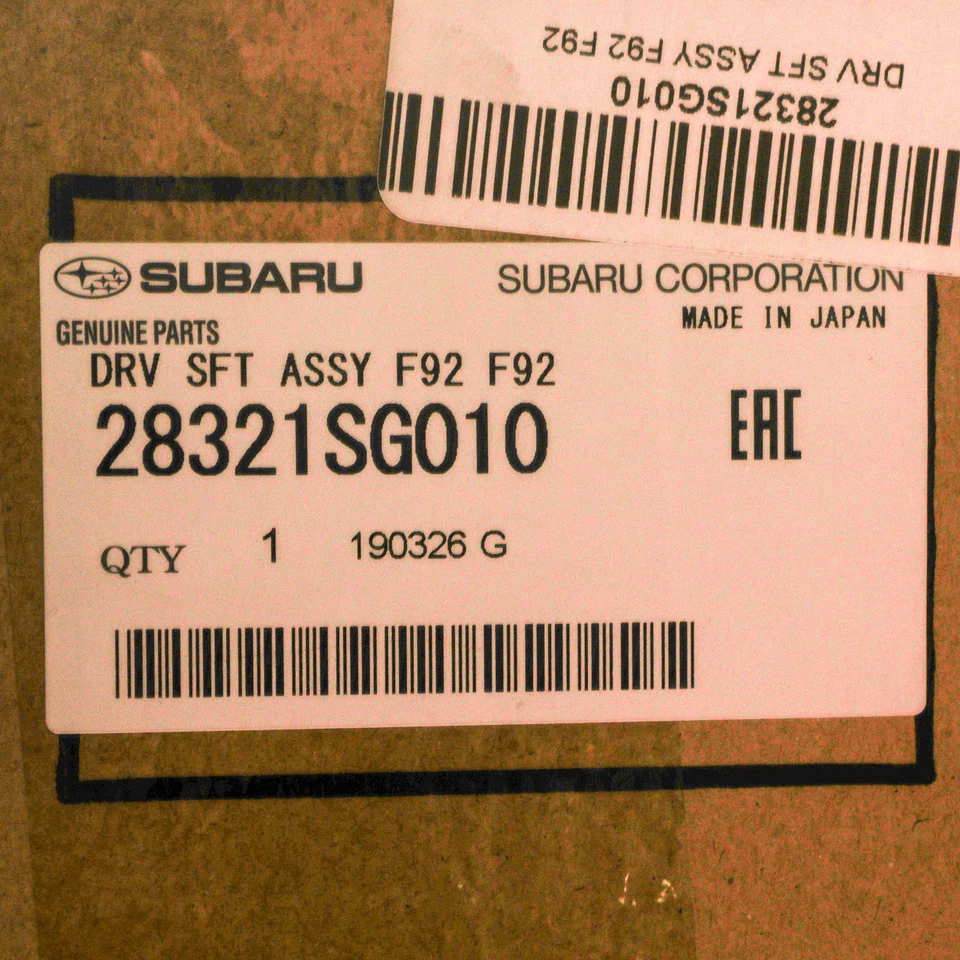 DRV SFT ASSY F92 F92
28321SG010
SUBARU
SUBARU CORPORATION
MADE IN JAPAN
GENUINE PARTS
DRV SFT ASSY F92 F92
28321SG010
EAC
QTY 1 190326 G